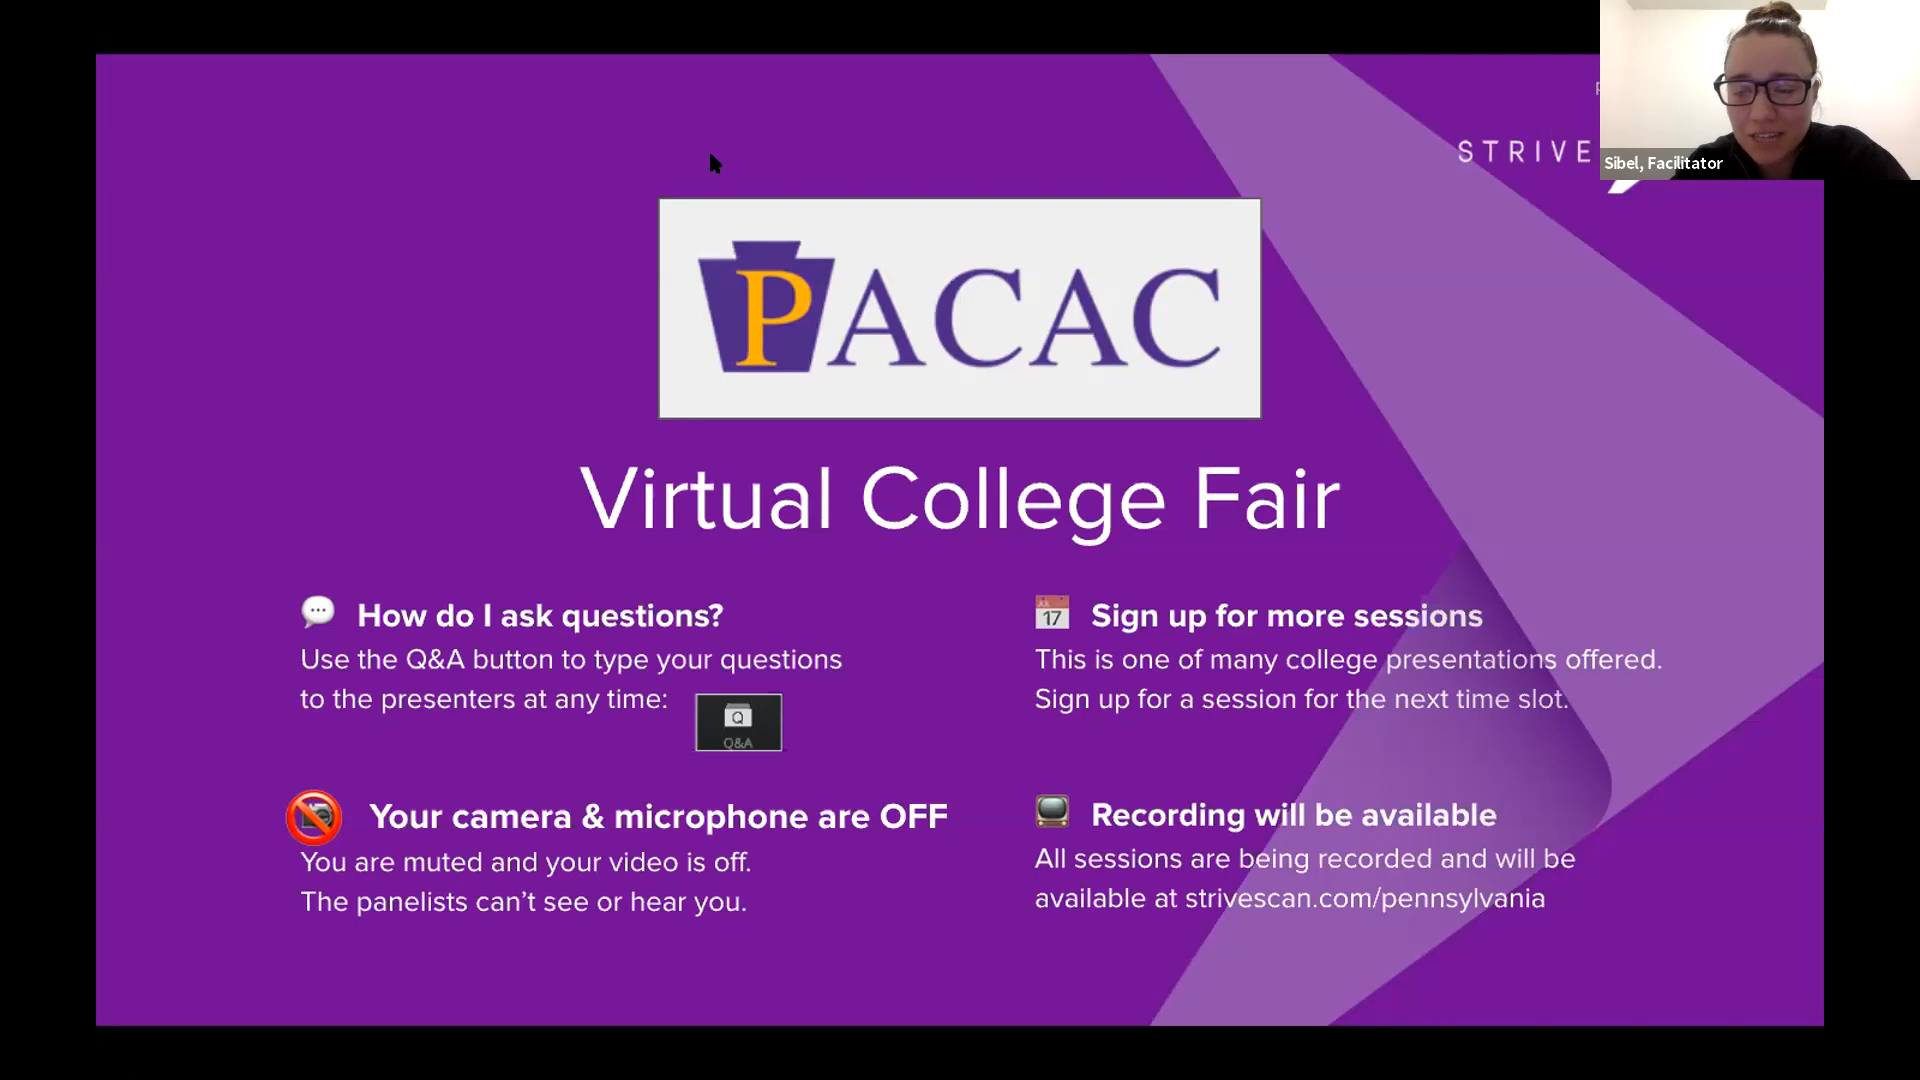 STRIVE
Sibel, Facilitator
PACAC
Virtual College Fair
How do I ask questions?
Use the Q&A button to type your questions
to the presenters at any time:
Q
Q&A
Sign up for more sessions
JUL
17
This is one of many college presentations offered.
Sign up for a session for the next time slot.
Your camera & microphone are OFF
You are muted and your video is off.
The panelists can’t see or hear you.
Recording will be available
All sessions are being recorded and will be
available at strivescan.com/pennsylvania